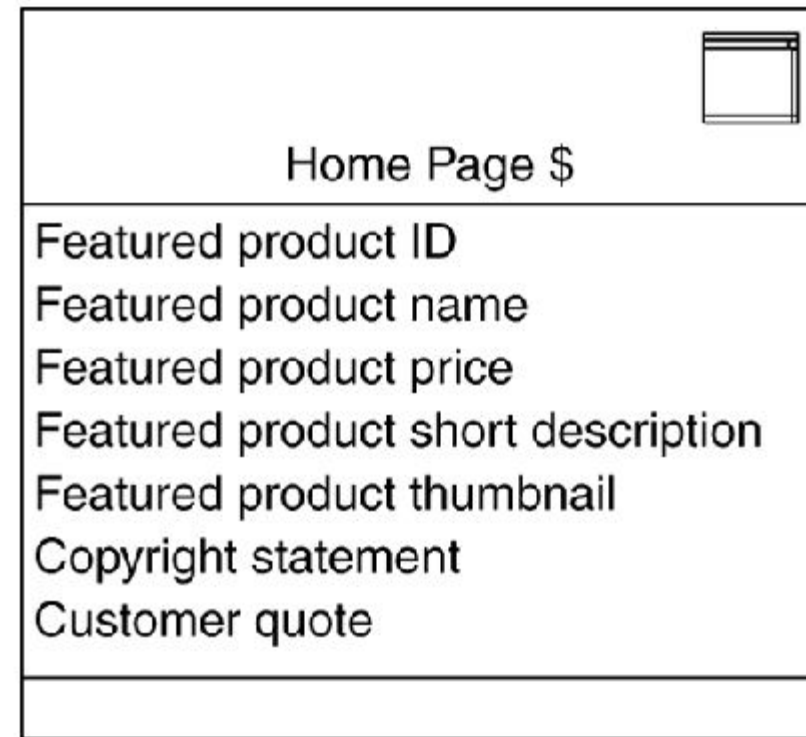 Home Page $
Featured product ID
Featured product name
Featured product price
Featured product short description
Featured product thumbnail
Copyright statement
Customer quote